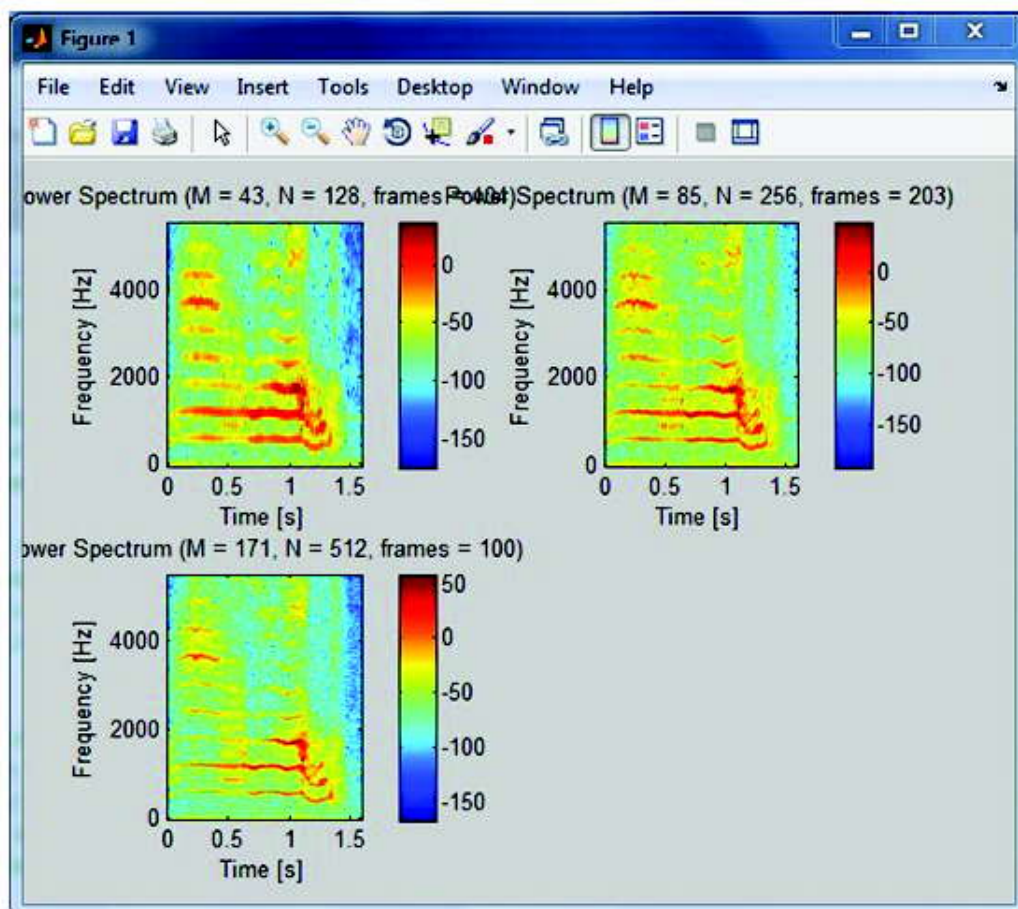 Figure 1
File Edit View Insert Tools Desktop Window Help
ower Spectrum (M = 43, N = 128, frames = 404)
Power Spectrum (M = 85, N = 256, frames = 203)
Frequency [Hz]
4000
2000
0
0 0.5 1 1.5
Time [s]
0
-50
-100
-150
Frequency [Hz]
4000
2000
0
0 0.5 1 1.5
Time [s]
0
-50
-100
-150
ower Spectrum (M = 171, N = 512, frames = 100)
Frequency [Hz]
4000
2000
0
0 0.5 1 1.5
Time [s]
50
0
-50
-100
-150